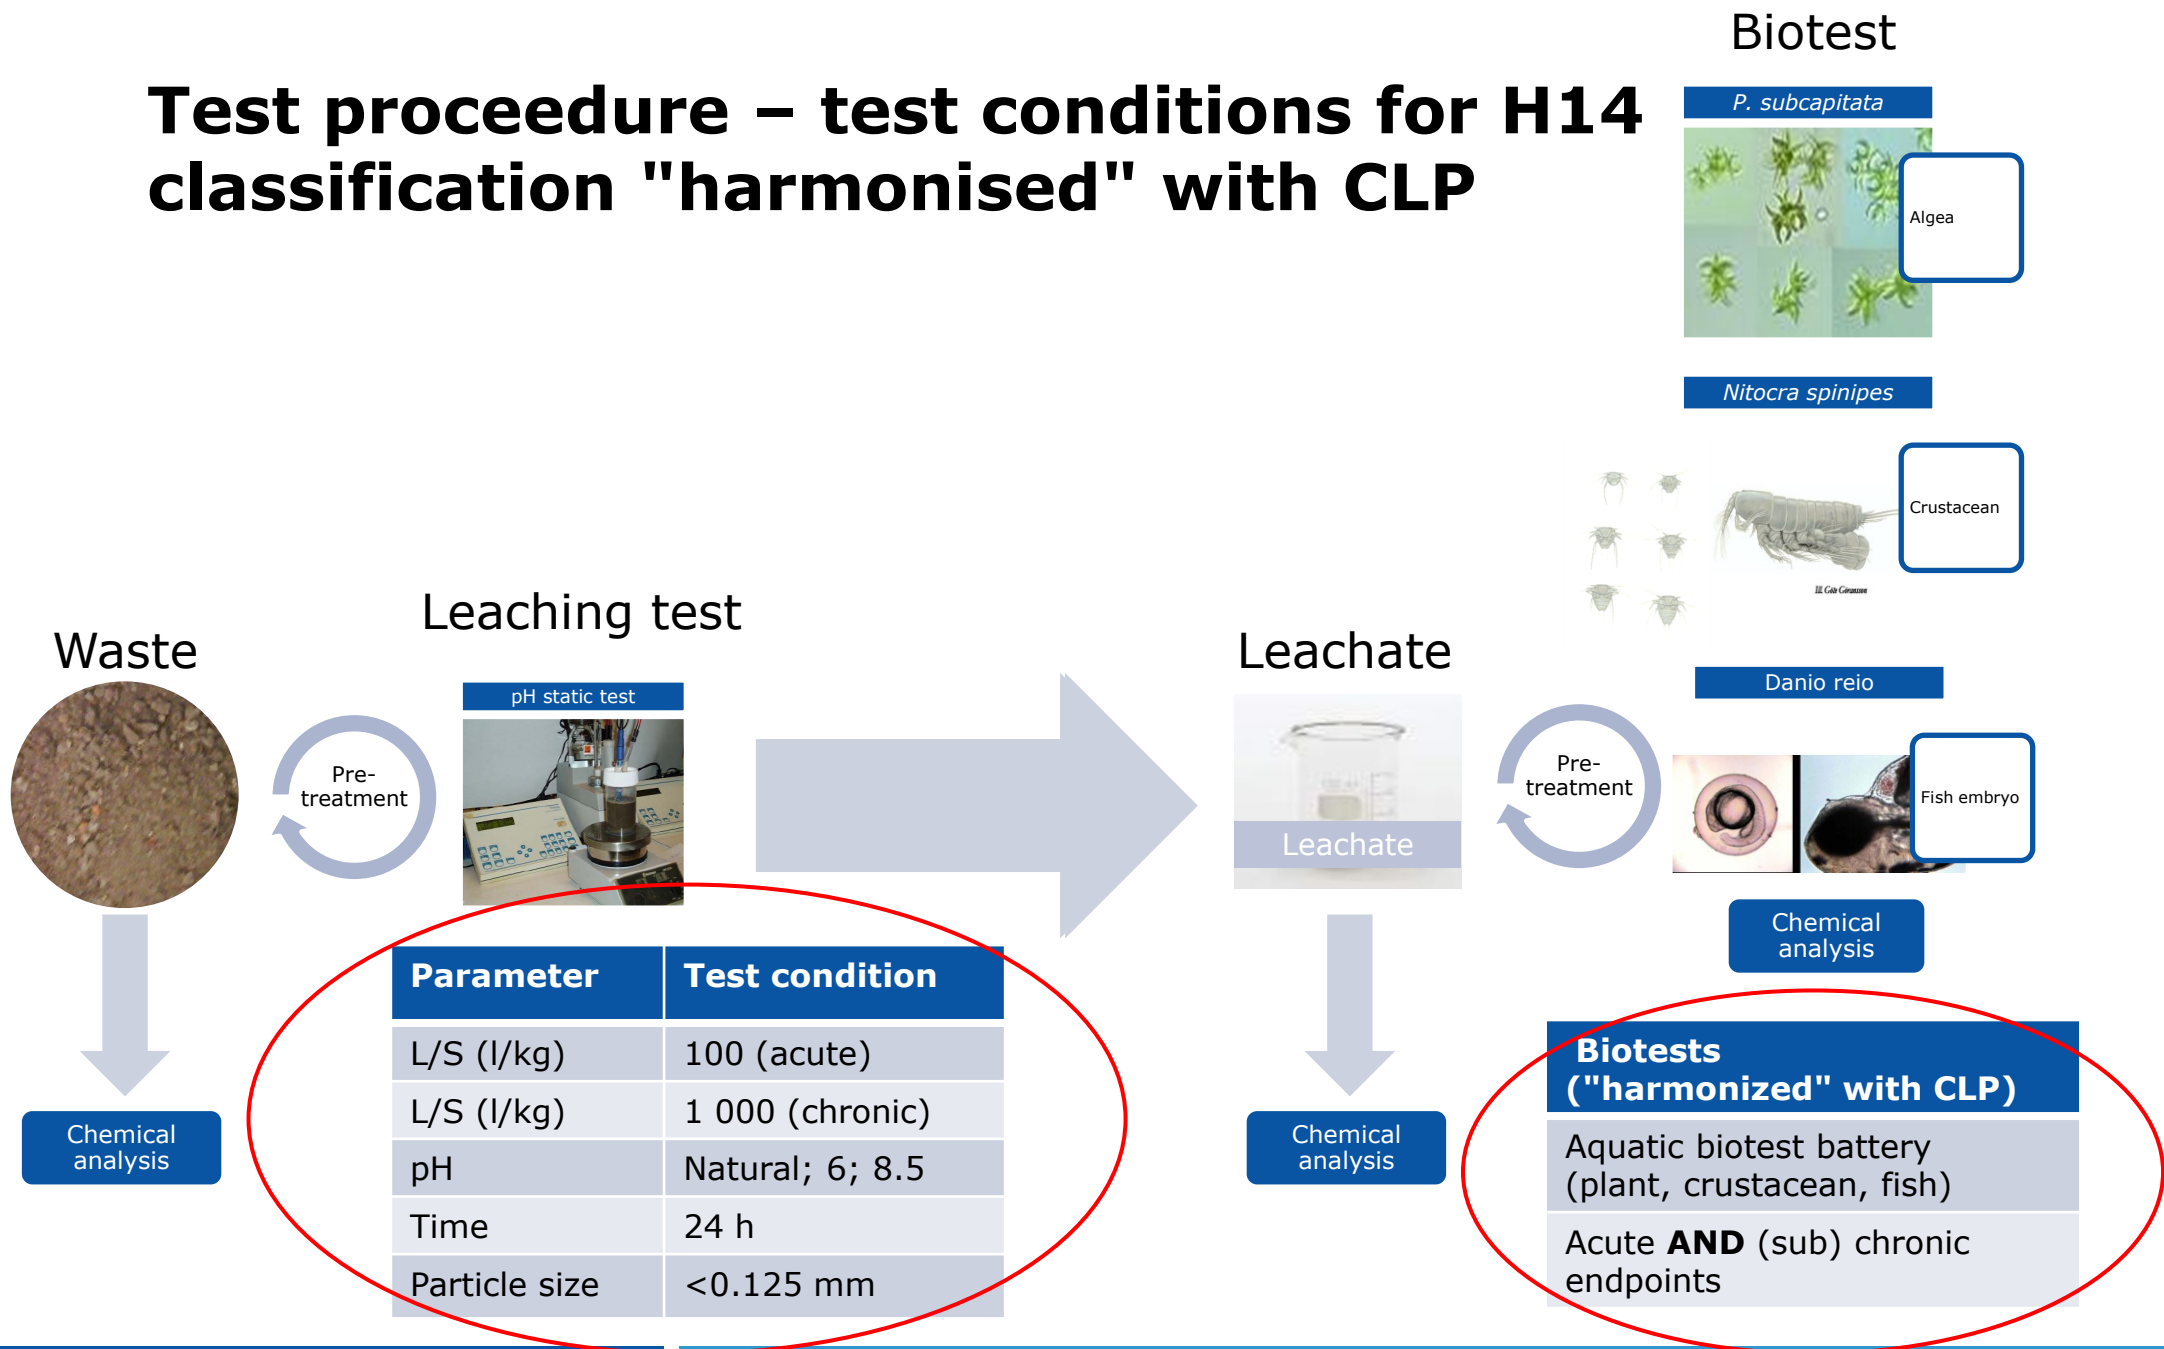 Test proceedure – test conditions for H14
classification "harmonised" with CLP
Biotest
P. subcapitata
Algea
Nitocra spinipes
Crustacean
Ill. Göte Göransson
Danio reio
Fish embryo
Chemical
analysis
Waste
Pre-
treatment
Chemical
analysis
Leaching test
pH static test
Parameter Test condition
L/S (l/kg) 100 (acute)
L/S (l/kg) 1 000 (chronic)
pH Natural; 6; 8.5
Time 24 h
Particle size <0.125 mm
Leachate
Leachate
Pre-
treatment
Chemical
analysis
Biotests
("harmonized" with CLP)
Aquatic biotest battery
(plant, crustacean, fish)
Acute AND (sub) chronic
endpoints